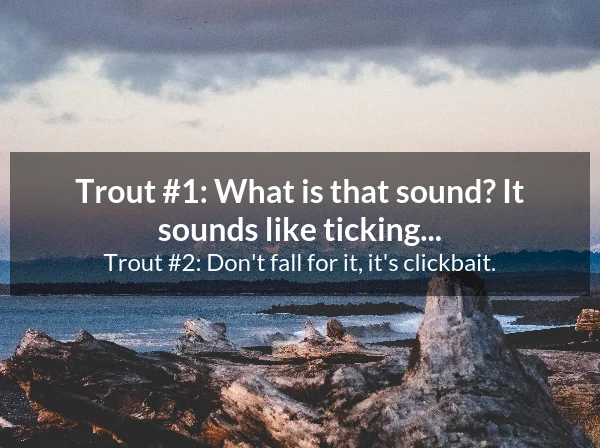 Trout #1: What is that sound? It
sounds like ticking...
Trout #2: Don't fall for it, it's clickbait.